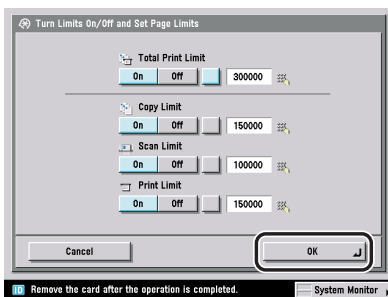 Turn Limits On/Off and Set Page Limits
Total Print Limit
On Off 300000
Copy Limit
On Off 150000
Scan Limit
On Off 100000
Print Limit
On Off 150000
Cancel OK
ID Remove the card after the operation is completed. System Monitor